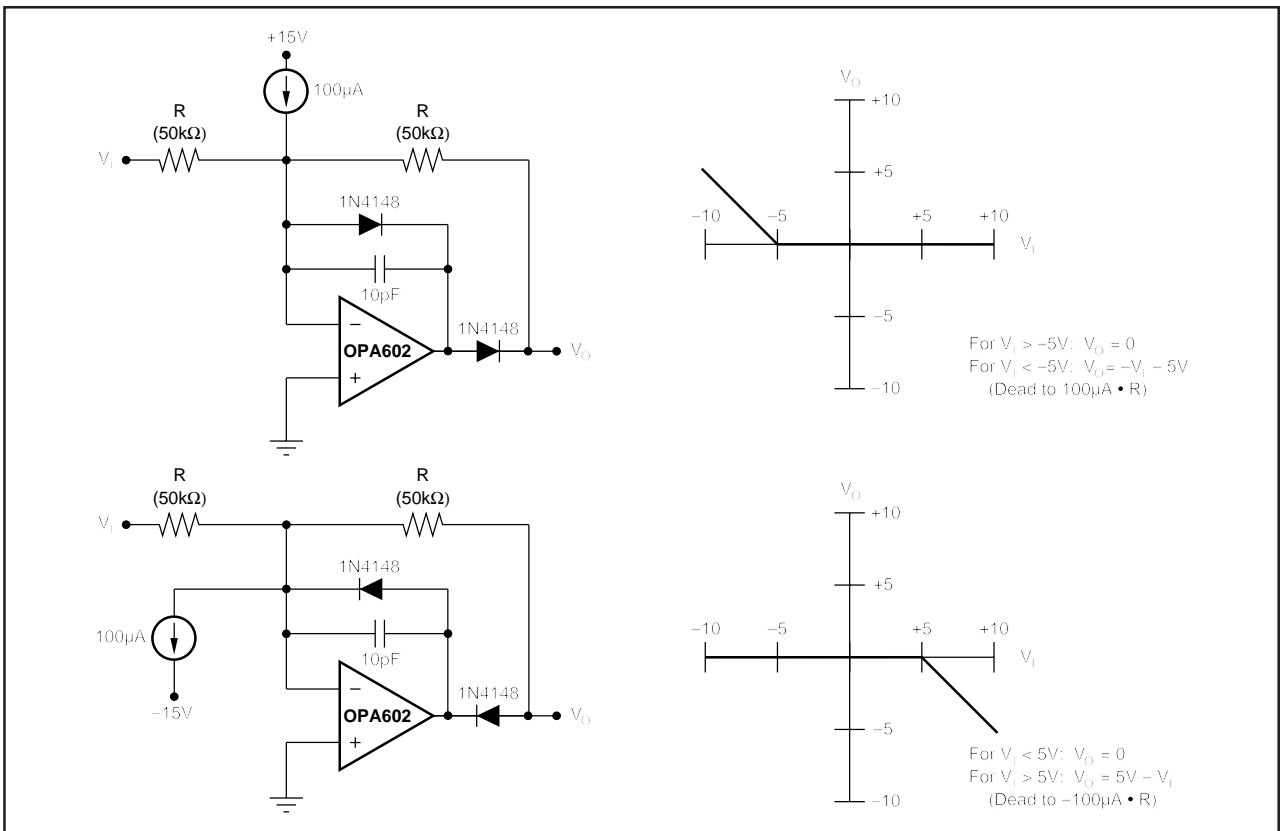 +15V
100µA
R
(50kΩ)
R
(50kΩ)
V_I
1N4148
10pF
1N4148
−
OPA602
+
V_O
V_O
+10
+5
−10
−5
+5
+10
V_I
−5
−10
For V_I > −5V: V_O = 0
For V_I < −5V: V_O = −V_I − 5V
(Dead to 100µA • R)
R
(50kΩ)
R
(50kΩ)
V_I
1N4148
100µA
10pF
−15V
1N4148
−
OPA602
+
V_O
V_O
+10
+5
−10
−5
+5
+10
V_I
−5
−10
For V_I < 5V: V_O = 0
For V_I > 5V: V_O = 5V − V_I
(Dead to −100µA • R)